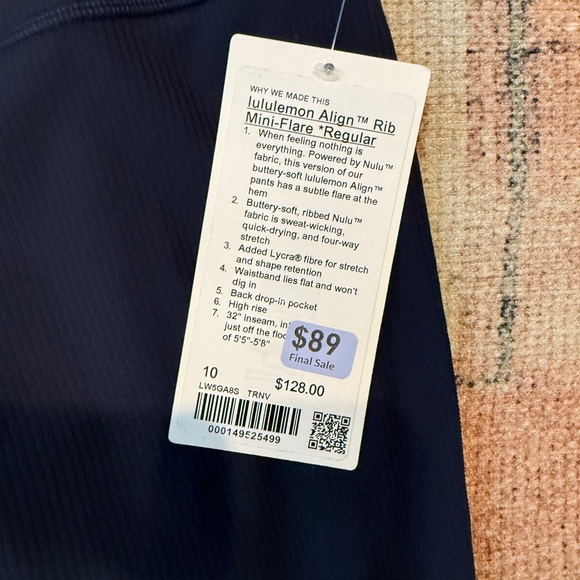 WHY WE MADE THIS
lululemon Align™ Rib
Mini-Flare *Regular
1. When feeling nothing is
everything. Powered by Nulu™
fabric, this version of our
buttery-soft lululemon Align™
pants has a subtle flare at the
hem
2. Buttery-soft, ribbed Nulu™
fabric is sweat-wicking,
quick-drying, and four-way
stretch
3. Added Lycra® fibre for stretch
and shape retention
4. Waistband lies flat and won't
dig in
5. Back drop-in pocket
6. High rise
7. 32" inseam,
just off the
of 5'5"-5'8"
$89
Final Sale
10
$128.00
LW5GA8S TRNV
000149525499